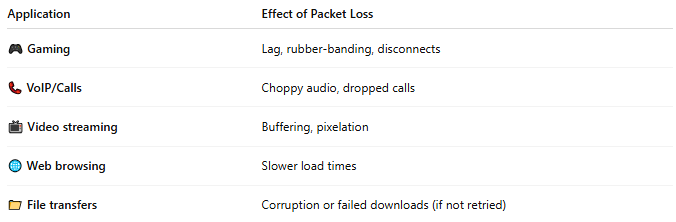 Application Effect of Packet Loss
🎮 Gaming Lag, rubber-banding, disconnects
📞 VoIP/Calls Choppy audio, dropped calls
📺 Video streaming Buffering, pixelation
🌐 Web browsing Slower load times
📁 File transfers Corruption or failed downloads (if not retried)